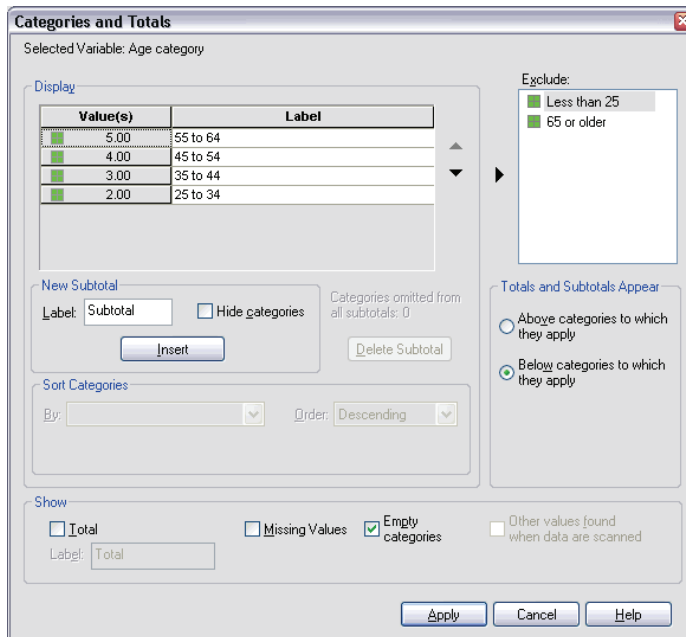 Categories and Totals
Selected Variable: Age category
Display
Value(s) Label
5.00 55 to 64
4.00 45 to 54
3.00 35 to 44
2.00 25 to 34
Exclude:
Less than 25
65 or older
New Subtotal
Label: Subtotal
Hide categories
Insert
Categories omitted from
all subtotals: 0
Delete Subtotal
Totals and Subtotals Appear
Above categories to which
they apply
Below categories to which
they apply
Sort Categories
By:
Order: Descending
Show
Total
Label: Total
Missing Values
Empty
categories
Other values found
when data are scanned
Apply
Cancel
Help